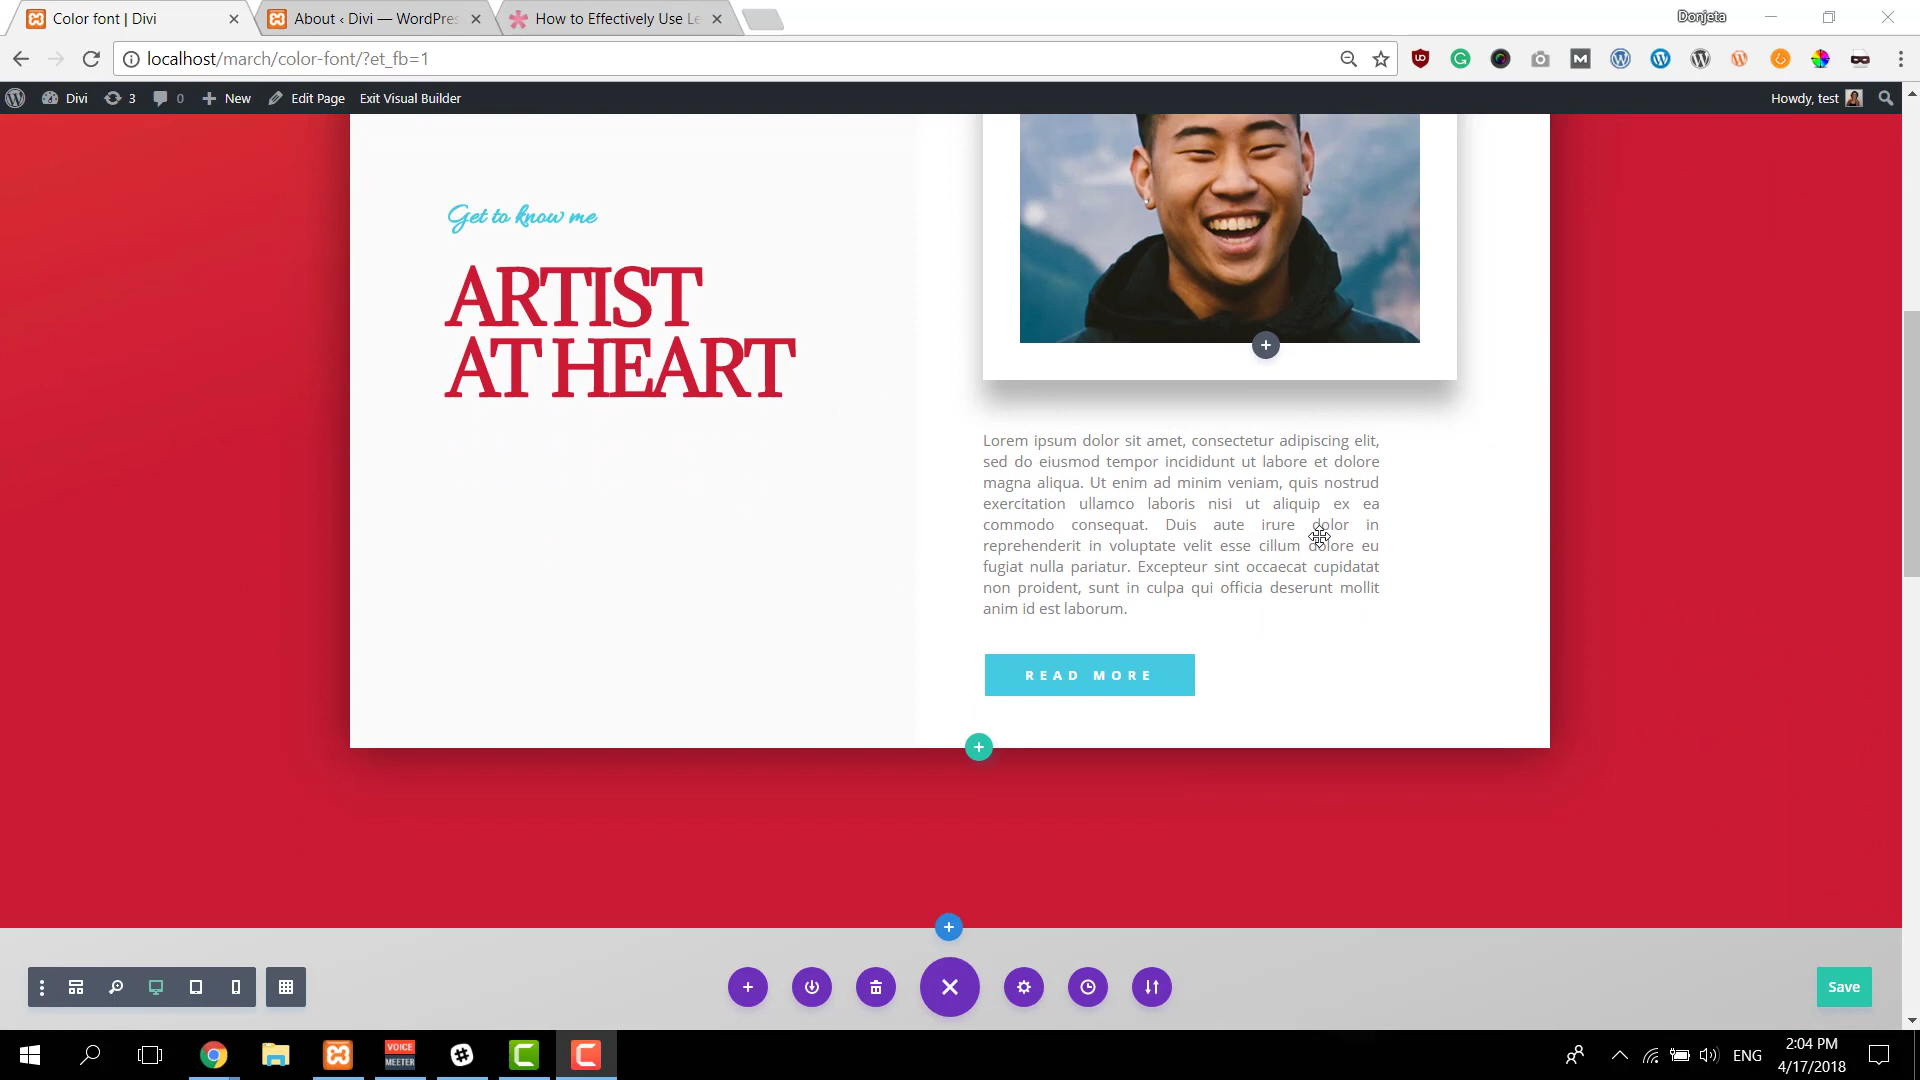 Color font | Divi
About ‹ Divi — WordPres
How to Effectively Use Le
Donjeta
localhost/march/color-font/?et_fb=1
Divi
3
0
New
Edit Page
Exit Visual Builder
Howdy, test
Get to know me
ARTIST
AT HEART
Lorem ipsum dolor sit amet, consectetur adipiscing elit,
sed do eiusmod tempor incididunt ut labore et dolore
magna aliqua. Ut enim ad minim veniam, quis nostrud
exercitation ullamco laboris nisi ut aliquip ex ea
commodo consequat. Duis aute irure dolor in
reprehenderit in voluptate velit esse cillum dolore eu
fugiat nulla pariatur. Excepteur sint occaecat cupidatat
non proident, sunt in culpa qui officia deserunt mollit
anim id est laborum.
READ MORE
Save
VOICE
MEETER
ENG
2:04 PM
4/17/2018